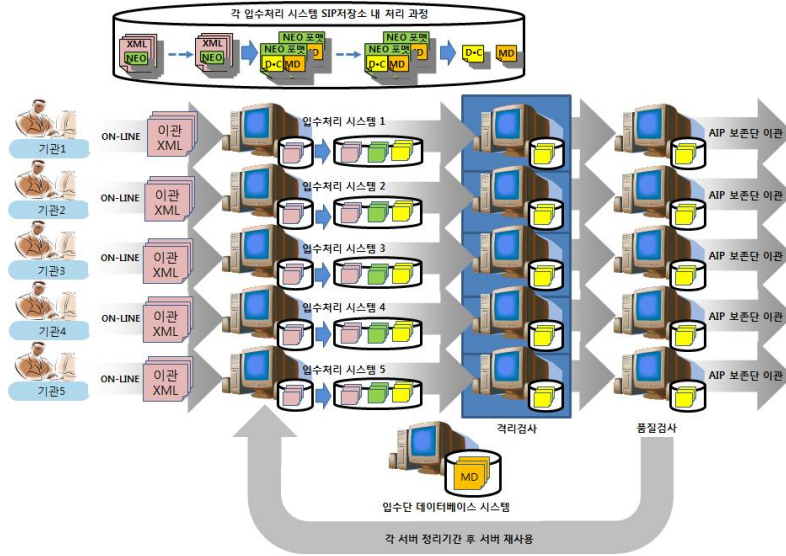 각 입수처리 시스템 SIP저장소 내 처리 과정
XML
NEO
XML
NEO
NEO 포맷
NEO 포맷
D•C
MD
MD
NEO 포맷
NEO 포맷
D•C
MD
MD
D•C
MD
기관1
ON-LINE
이관
XML
입수처리 시스템 1
AIP 보존단 이관
기관2
ON-LINE
이관
XML
입수처리 시스템 2
AIP 보존단 이관
기관3
ON-LINE
이관
XML
입수처리 시스템 3
AIP 보존단 이관
기관4
ON-LINE
이관
XML
입수처리 시스템 4
AIP 보존단 이관
기관5
ON-LINE
이관
XML
입수처리 시스템 5
AIP 보존단 이관
격리검사
품질검사
MD
입수단 데이터베이스 시스템
각 서버 정리기간 후 서버 재사용